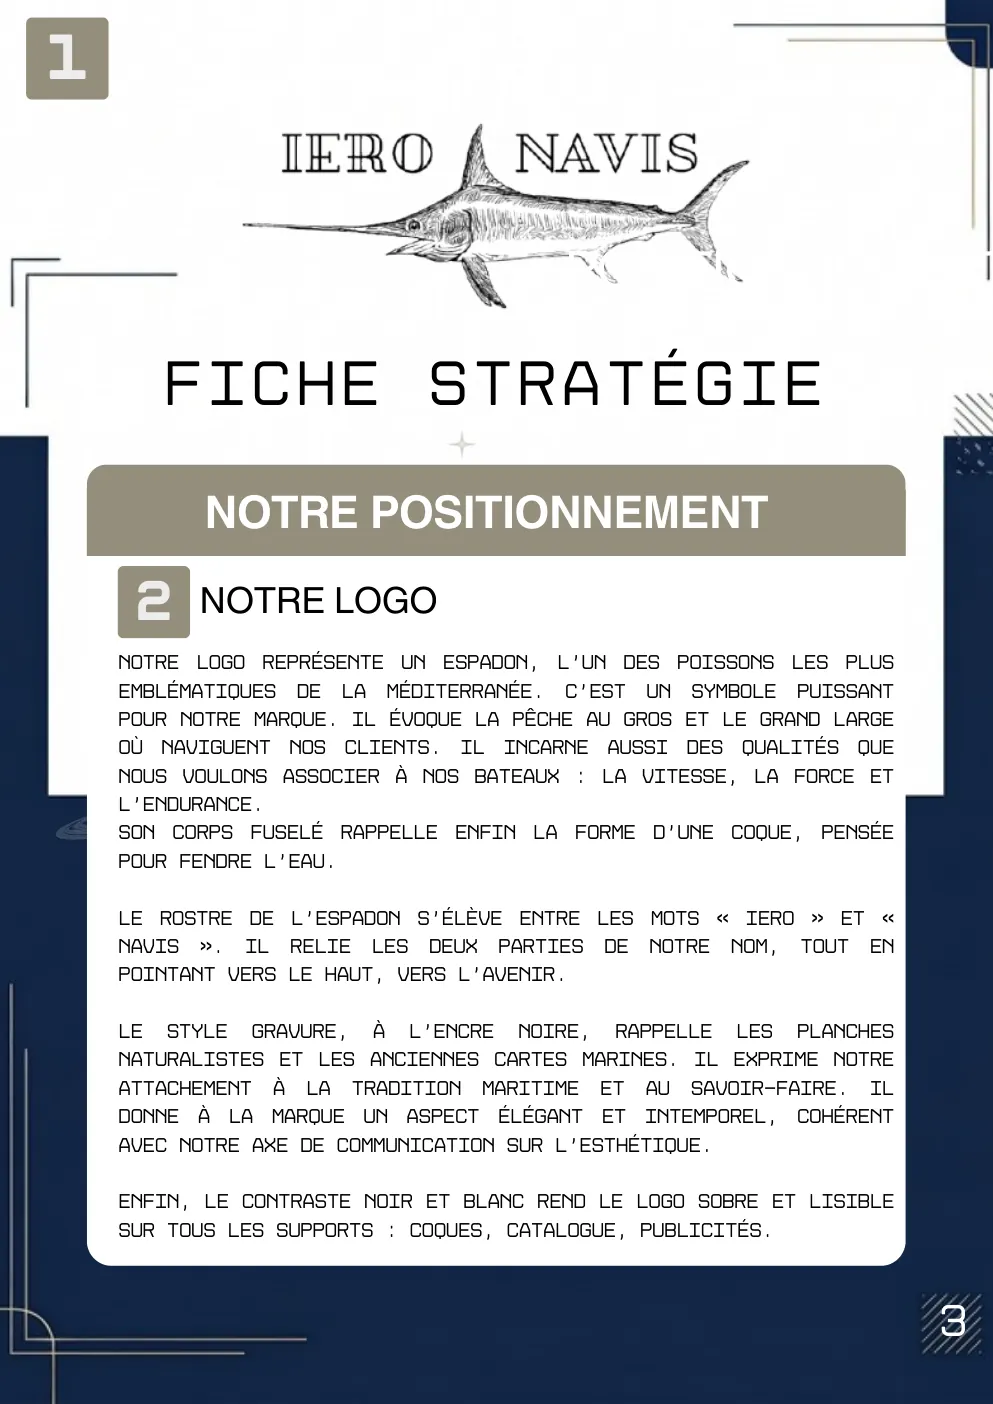 1
IERO NAVIS
FICHE STRATÉGIE
NOTRE POSITIONNEMENT
2 NOTRE LOGO
NOTRE LOGO REPRÉSENTE UN ESPADON, L'UN DES POISSONS LES PLUS
EMBLÉMATIQUES DE LA MÉDITERRANÉE. C'EST UN SYMBOLE PUISSANT
POUR NOTRE MARQUE. IL ÉVOQUE LA PÊCHE AU GROS ET LE GRAND LARGE
OÙ NAVIGUENT NOS CLIENTS. IL INCARNE AUSSI DES QUALITÉS QUE
NOUS VOULONS ASSOCIER À NOS BATEAUX : LA VITESSE, LA FORCE ET
L'ENDURANCE.
SON CORPS FUSELÉ RAPPELLE ENFIN LA FORME D'UNE COQUE, PENSÉE
POUR FENDRE L'EAU.
LE ROSTRE DE L'ESPADON S'ÉLÈVE ENTRE LES MOTS « IERO » ET «
NAVIS ». IL RELIE LES DEUX PARTIES DE NOTRE NOM, TOUT EN
POINTANT VERS LE HAUT, VERS L'AVENIR.
LE STYLE GRAVURE, À L'ENCRE NOIRE, RAPPELLE LES PLANCHES
NATURALISTES ET LES ANCIENNES CARTES MARINES. IL EXPRIME NOTRE
ATTACHEMENT À LA TRADITION MARITIME ET AU SAVOIR-FAIRE. IL
DONNE À LA MARQUE UN ASPECT ÉLÉGANT ET INTEMPOREL, COHÉRENT
AVEC NOTRE AXE DE COMMUNICATION SUR L'ESTHÉTIQUE.
ENFIN, LE CONTRASTE NOIR ET BLANC REND LE LOGO SOBRE ET LISIBLE
SUR TOUS LES SUPPORTS : COQUES, CATALOGUE, PUBLICITÉS.
3